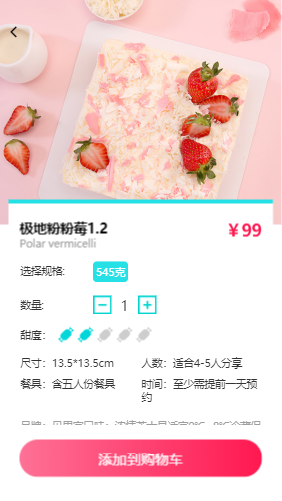 极地粉粉莓1.2
¥99
Polar vermicelli
选择规格:
545克
数量:
1
甜度:
尺寸: 13.5*13.5cm
人数: 适合4-5人分享
餐具: 含五人份餐具
时间: 至少需提前一天预约
添加到购物车